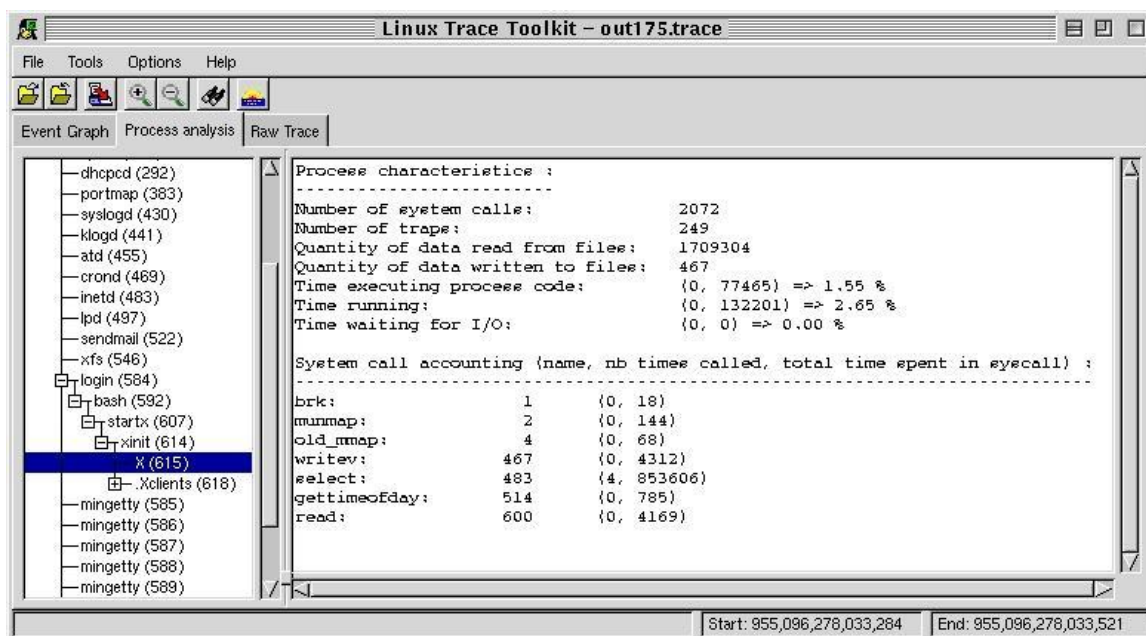 Linux Trace Toolkit – out175.trace
File Tools Options Help
Event Graph Process analysis Raw Trace
dhcpcd (292)
portmap (383)
syslogd (430)
klogd (441)
atd (455)
crond (469)
inetd (483)
lpd (497)
sendmail (522)
xfs (546)
login (584)
bash (592)
startx (607)
xinit (614)
X (615)
.Xclients (618)
mingetty (585)
mingetty (586)
mingetty (587)
mingetty (588)
mingetty (589)
Process characteristics :
--------------------------
Number of system calls: 2072
Number of traps: 249
Quantity of data read from files: 1709304
Quantity of data written to files: 467
Time executing process code: (0, 77465) => 1.55 %
Time running: (0, 132201) => 2.65 %
Time waiting for I/O: (0, 0) => 0.00 %
System call accounting (name, nb times called, total time spent in syscall) :
--------------------------------------------------------------------------------
brk: 1 (0, 18)
munmap: 2 (0, 144)
old_mmap: 4 (0, 68)
writev: 467 (0, 4312)
select: 483 (4, 853606)
gettimeofday: 514 (0, 785)
read: 600 (0, 4169)
Start: 955,096,278,033,284 End: 955,096,278,033,521